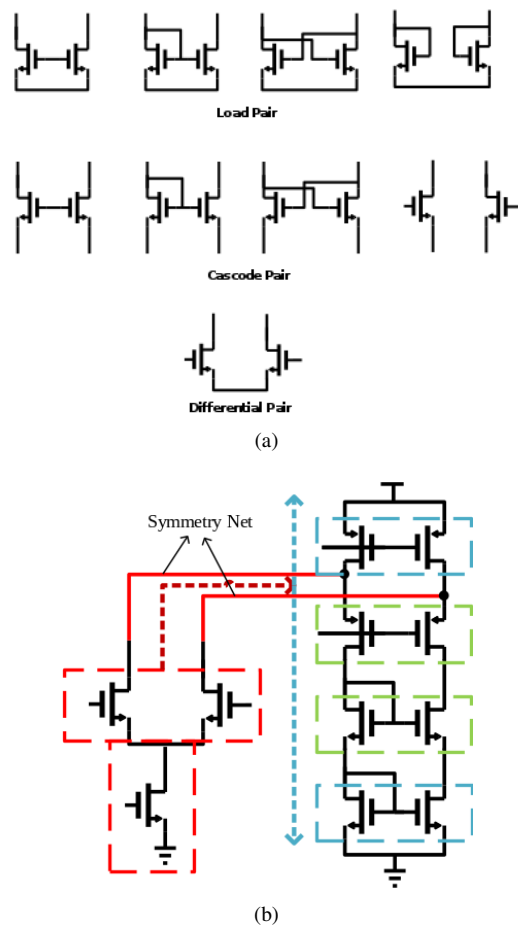 Load Pair
Cascode Pair
Differential Pair
(a)
Symmetry Net
(b)